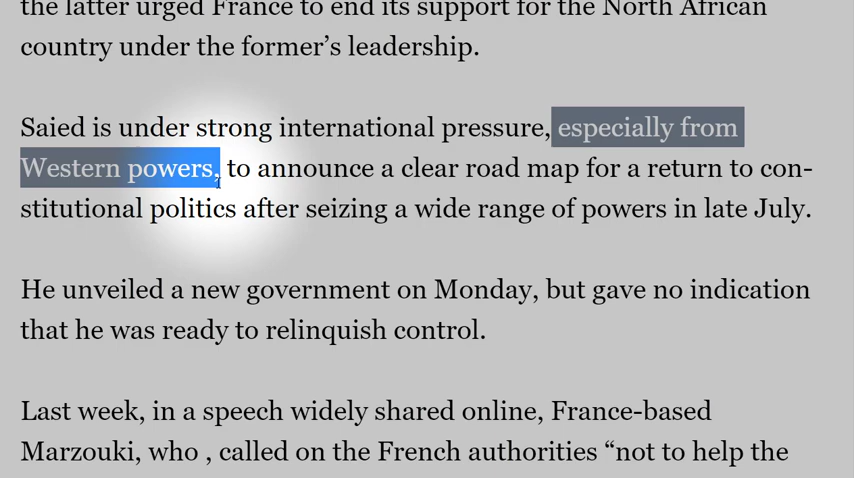 the latter urged France to end its support for the North African
country under the former’s leadership.
Saied is under strong international pressure, especially from
Western powers, to announce a clear road map for a return to con-
stitutional politics after seizing a wide range of powers in late July.
He unveiled a new government on Monday, but gave no indication
that he was ready to relinquish control.
Last week, in a speech widely shared online, France-based
Marzouki, who , called on the French authorities “not to help the